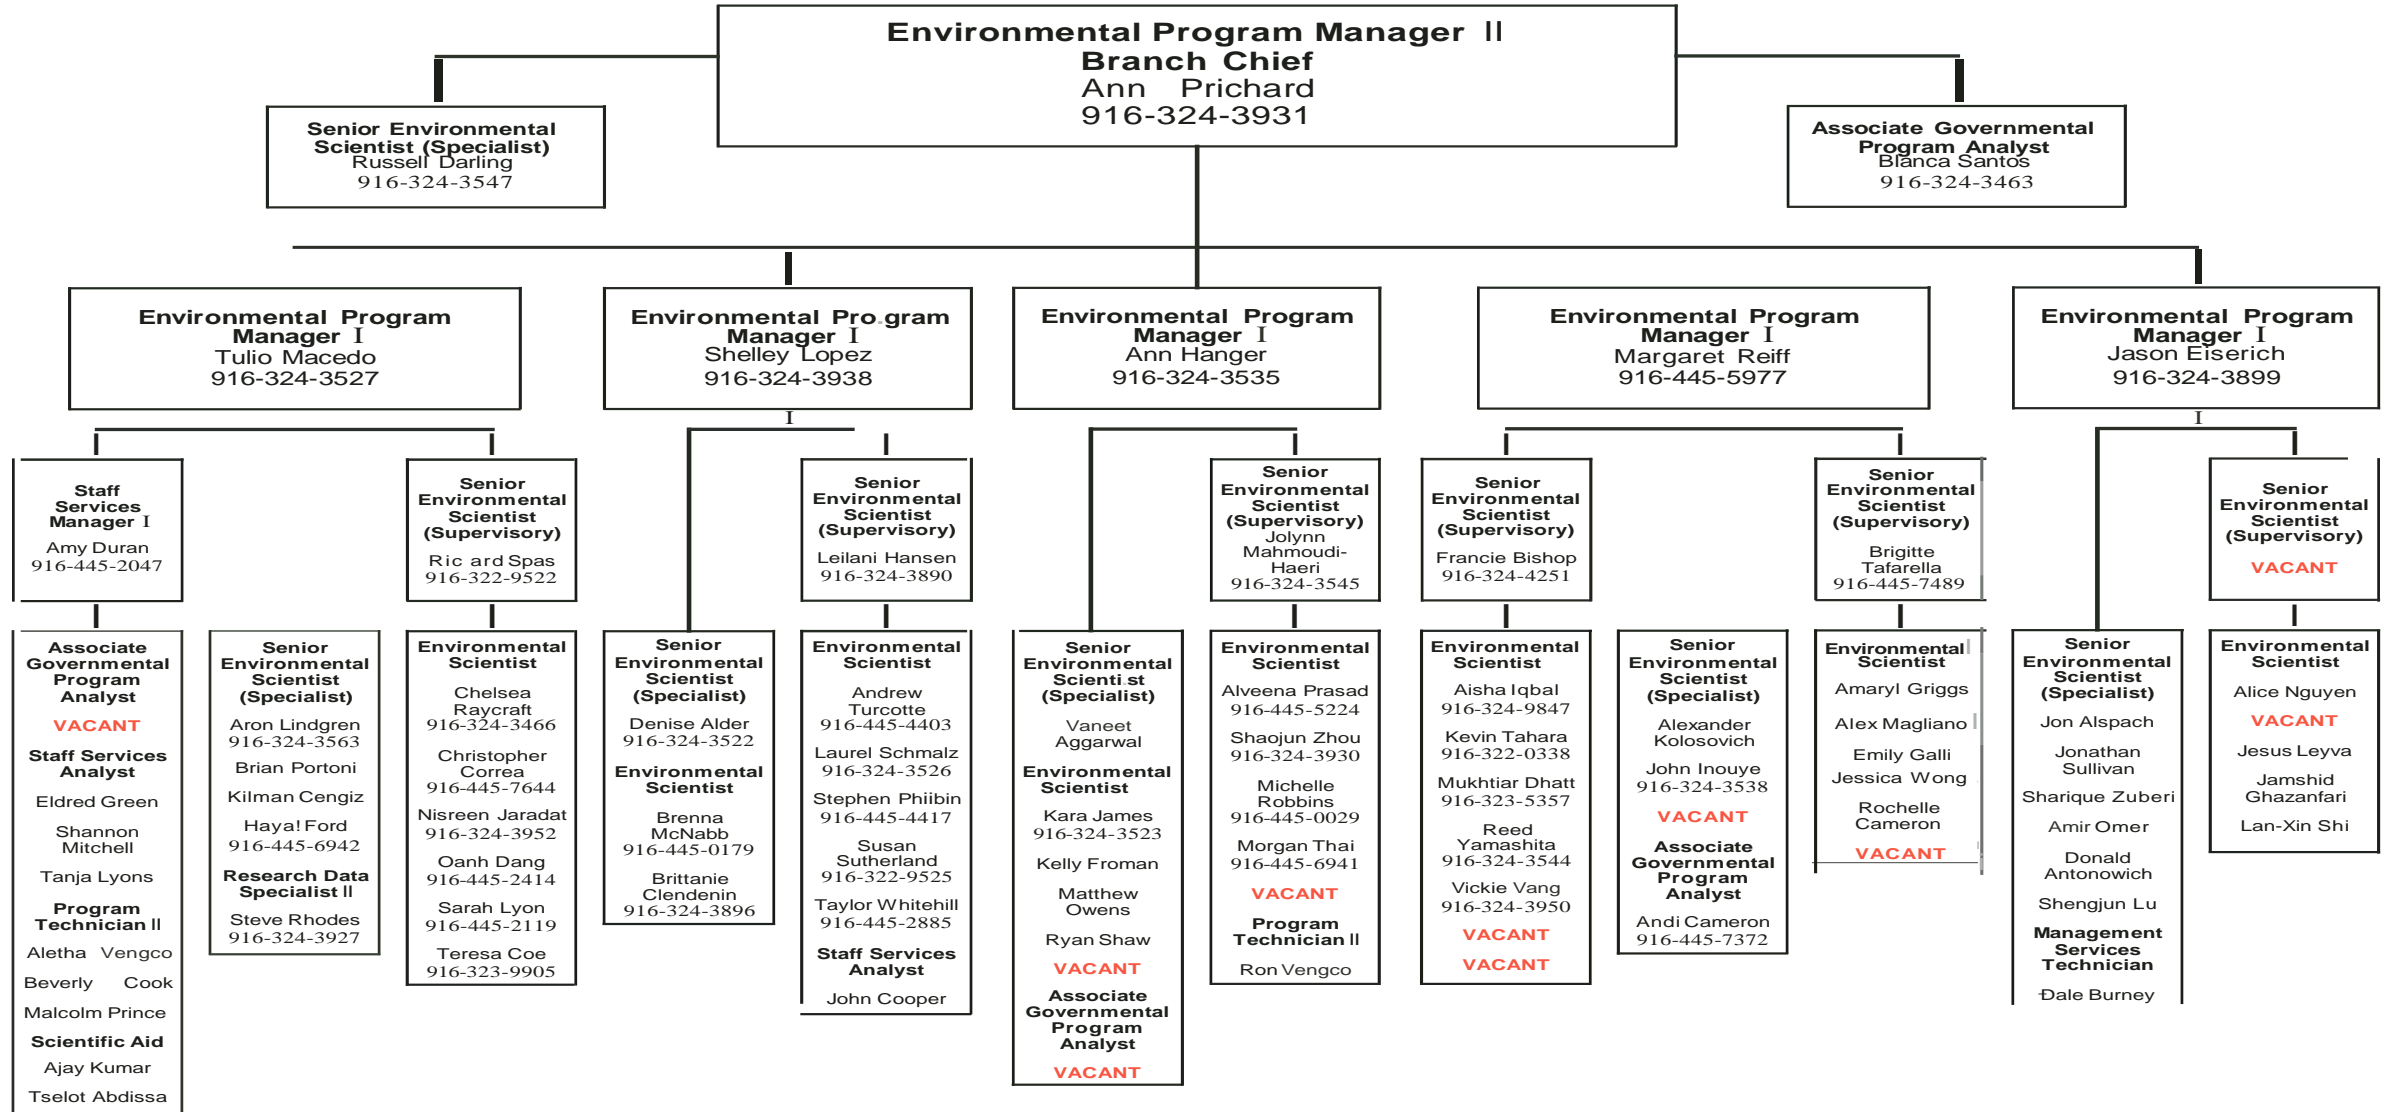 Environmental Program Manager II
Branch Chief
Ann Prichard
916-324-3931
Senior Environmental
Scientist (Specialist)
Russell Darling
916-324-3547
Associate Governmental
Program Analyst
Blanca Santos
916-324-3463
Environmental Program
Manager I
Tulio Macedo
916-324-3527
Environmental Pro.gram
Manager I
Shelley Lopez
916-324-3938
I
Environmental Program
Manager I
Ann Hanger
916-324-3535
Environmental Program
Manager I
Margaret Reiff
916-445-5977
Environmental Program
Manager I
Jason Eiserich
916-324-3899
I
Staff
Services
Manager I
Amy Duran
916-445-2047
Senior
Environmental
Scientist
(Supervisory)
Ric ard Spas
916-322-9522
Senior
Environmental
Scientist
(Supervisory)
Leilani Hansen
916-324-3890
Senior
Environmental
Scientist
(Supervisory)
Jolynn
Mahmoudi-
Haeri
916-324-3545
Senior
Environmental
Scientist
(Supervisory)
Francie Bishop
916-324-4251
Senior
Environmental
Scientist
(Supervisory)
Brigitte
Tafarella
916-445-7489
Senior
Environmental
Scientist
(Supervisory)
VACANT
Associate
Governmental
Program
Analyst
VACANT
Staff Services
Analyst
Eldred Green
Shannon
Mitchell
Tanja Lyons
Program
Technician II
Aletha Vengco
Beverly Cook
Malcolm Prince
Scientific Aid
Ajay Kumar
Tselot Abdissa
Senior
Environmental
Scientist
(Specialist)
Aron Lindgren
916-324-3563
Brian Portoni
Kilman Cengiz
Haya! Ford
916-445-6942
Research Data
Specialist II
Steve Rhodes
916-324-3927
Environmental
Scientist
Chelsea
Raycraft
916-324-3466
Christopher
Correa
916-445-7644
Nisreen Jaradat
916-324-3952
Oanh Dang
916-445-2414
Sarah Lyon
916-445-2119
Teresa Coe
916-323-9905
Senior
Environmental
Scientist
(Specialist)
Denise Alder
916-324-3522
Environmental
Scientist
Brenna
McNabb
916-445-0179
Brittanie
Clendenin
916-324-3896
Environmental
Scientist
Andrew
Turcotte
916-445-4403
Laurel Schmalz
916-324-3526
Stephen Phiibin
916-445-4417
Susan
Sutherland
916-322-9525
Taylor Whitehill
916-445-2885
Staff Services
Analyst
John Cooper
Senior
Environmental
Scienti.st
(Specialist)
Vaneet
Aggarwal
Environmental
Scientist
Kara James
916-324-3523
Kelly Froman
Matthew
Owens
Ryan Shaw
VACANT
Associate
Governmental
Program
Analyst
VACANT
Environmental
Scientist
Alveena Prasad
916-445-5224
Shaojun Zhou
916-324-3930
Michelle
Robbins
916-445-0029
Morgan Thai
916-445-6941
VACANT
Program
Technician II
Ron Vengco
Environmental
Scientist
Aisha Iqbal
916-324-9847
Kevin Tahara
916-322-0338
Mukhtiar Dhatt
916-323-5357
Reed
Yamashita
916-324-3544
Vickie Vang
916-324-3950
VACANT
VACANT
Senior
Environmental
Scientist
(Specialist)
Alexander
Kolosovich
John Inouye
916-324-3538
VACANT
Associate
Governmental
Program
Analyst
Andi Cameron
916-445-7372
Environmental
Scientist
Amaryl Griggs
Alex Magliano
Emily Galli
Jessica Wong
Rochelle
Cameron
VACANT
Senior
Environmental
Scientist
(Specialist)
Jon Alspach
Jonathan
Sullivan
Sharique Zuberi
Amir Omer
Donald
Antonowich
Shengjun Lu
Management
Services
Technician
Dale Burney
Environmental
Scientist
Alice Nguyen
VACANT
Jesus Leyva
Jamshid
Ghazanfari
Lan-Xin Shi